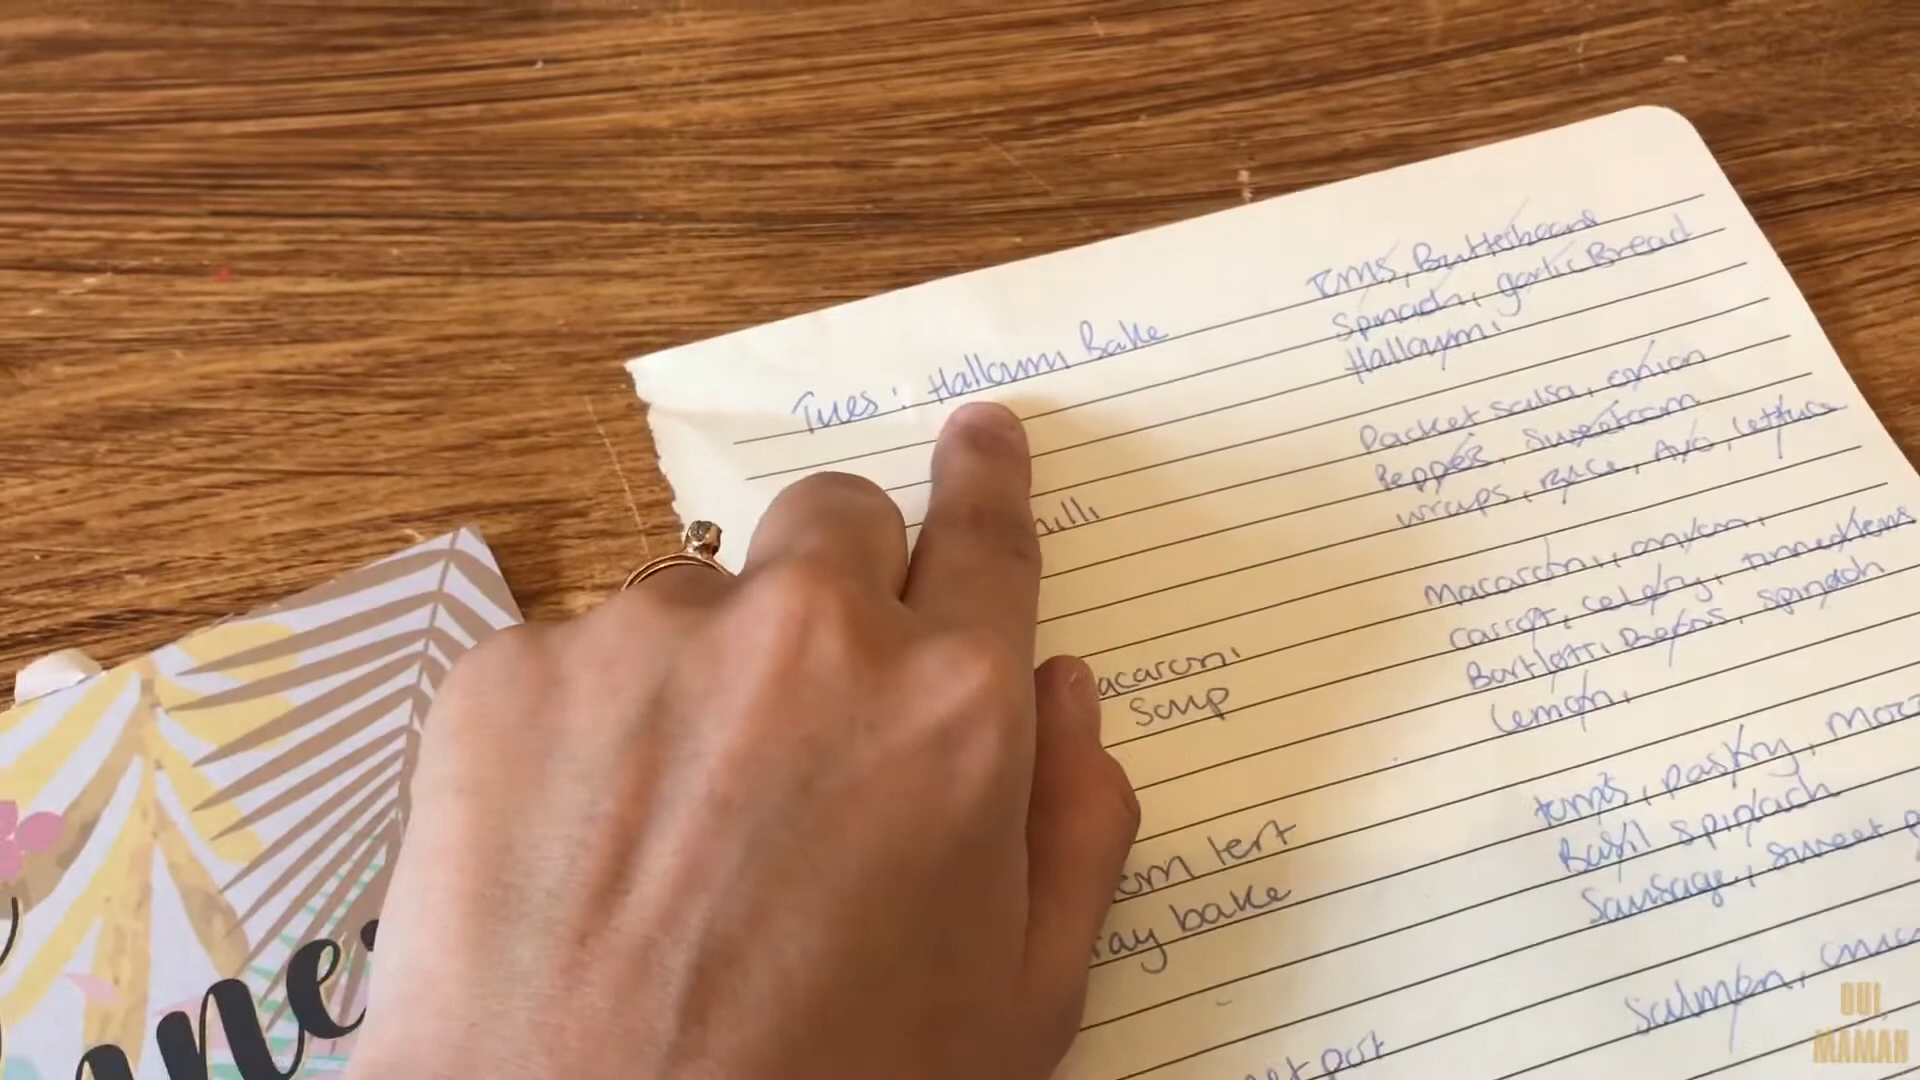 Tues: Halloumi Bake
Toms, Butterbeans
Spinach, garlic Bread
Halloumi
hilli
Packet salsa, onion
Pepper, Sweetcorn
wraps, Rice, Avo, lettuce
acaroni
Soup
Macaroni, onion,
carrot, celery, tinned toms
Borlotti Beans, spinach
Lemon,
om tart
toms, pastry, Mozz
Basil spinach
ray bake
Sausage, sweet p
Salmon,
ne
OUI,
MAMAN